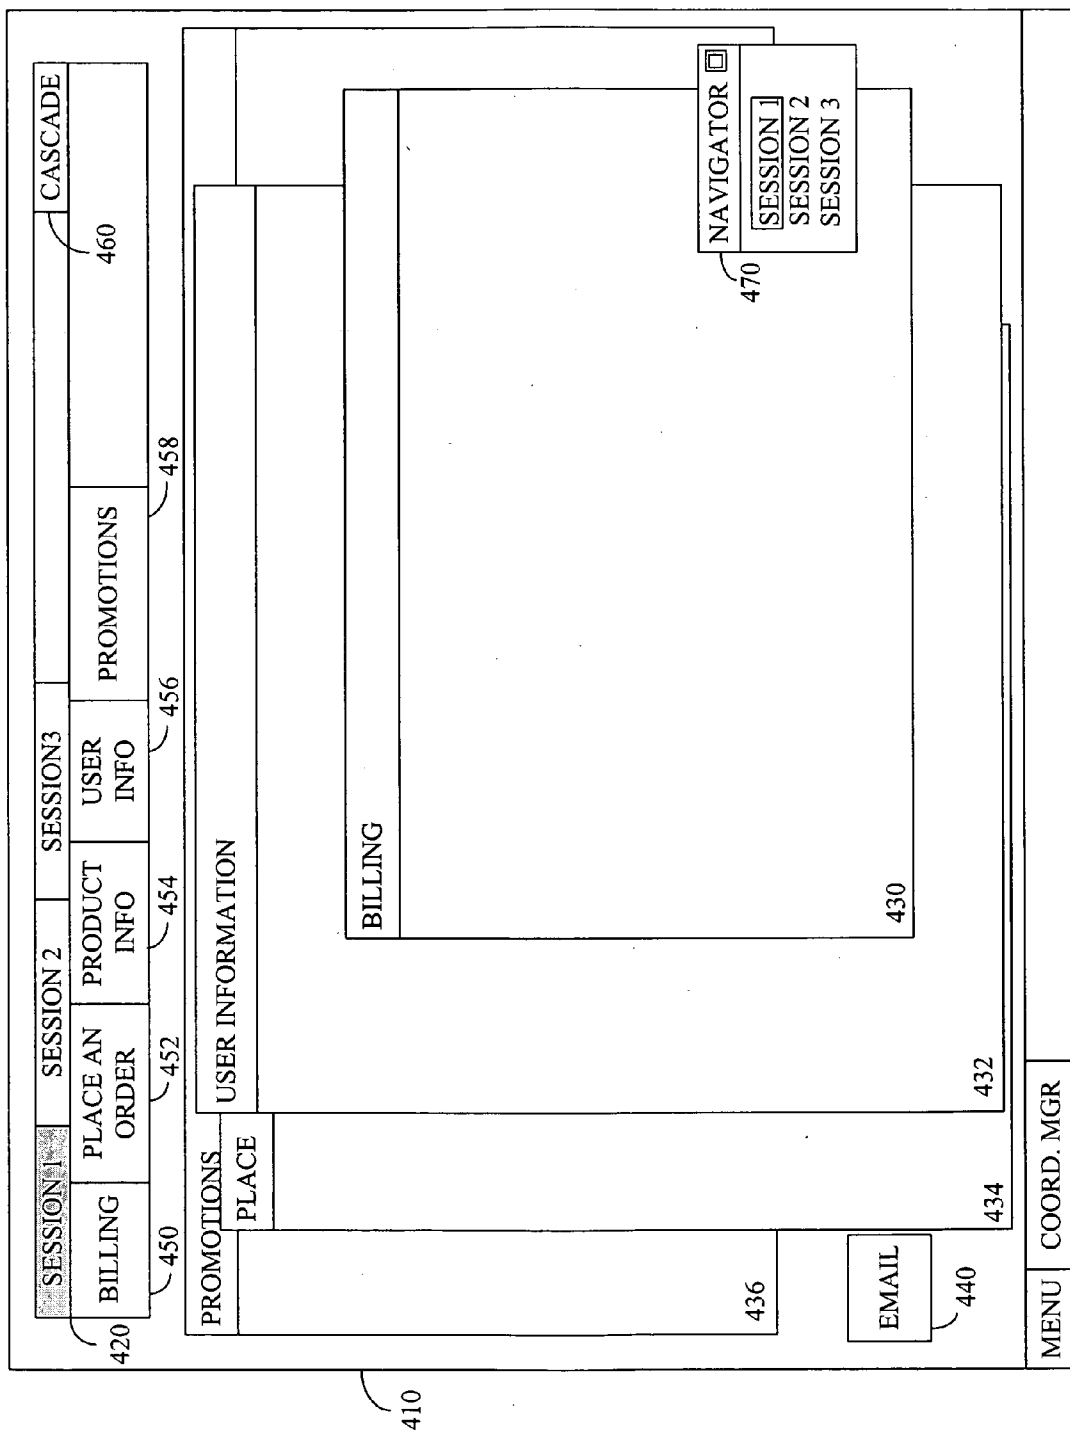 CASCADE
460
SESSION 1
SESSION 2
SESSION3
BILLING
PLACE AN
ORDER
PRODUCT
INFO
USER
INFO
PROMOTIONS
420
450
452
454
456
458
PROMOTIONS
PLACE
USER INFORMATION
BILLING
NAVIGATOR
SESSION 1
SESSION 2
SESSION 3
470
430
432
434
436
EMAIL
440
410
MENU
COORD. MGR